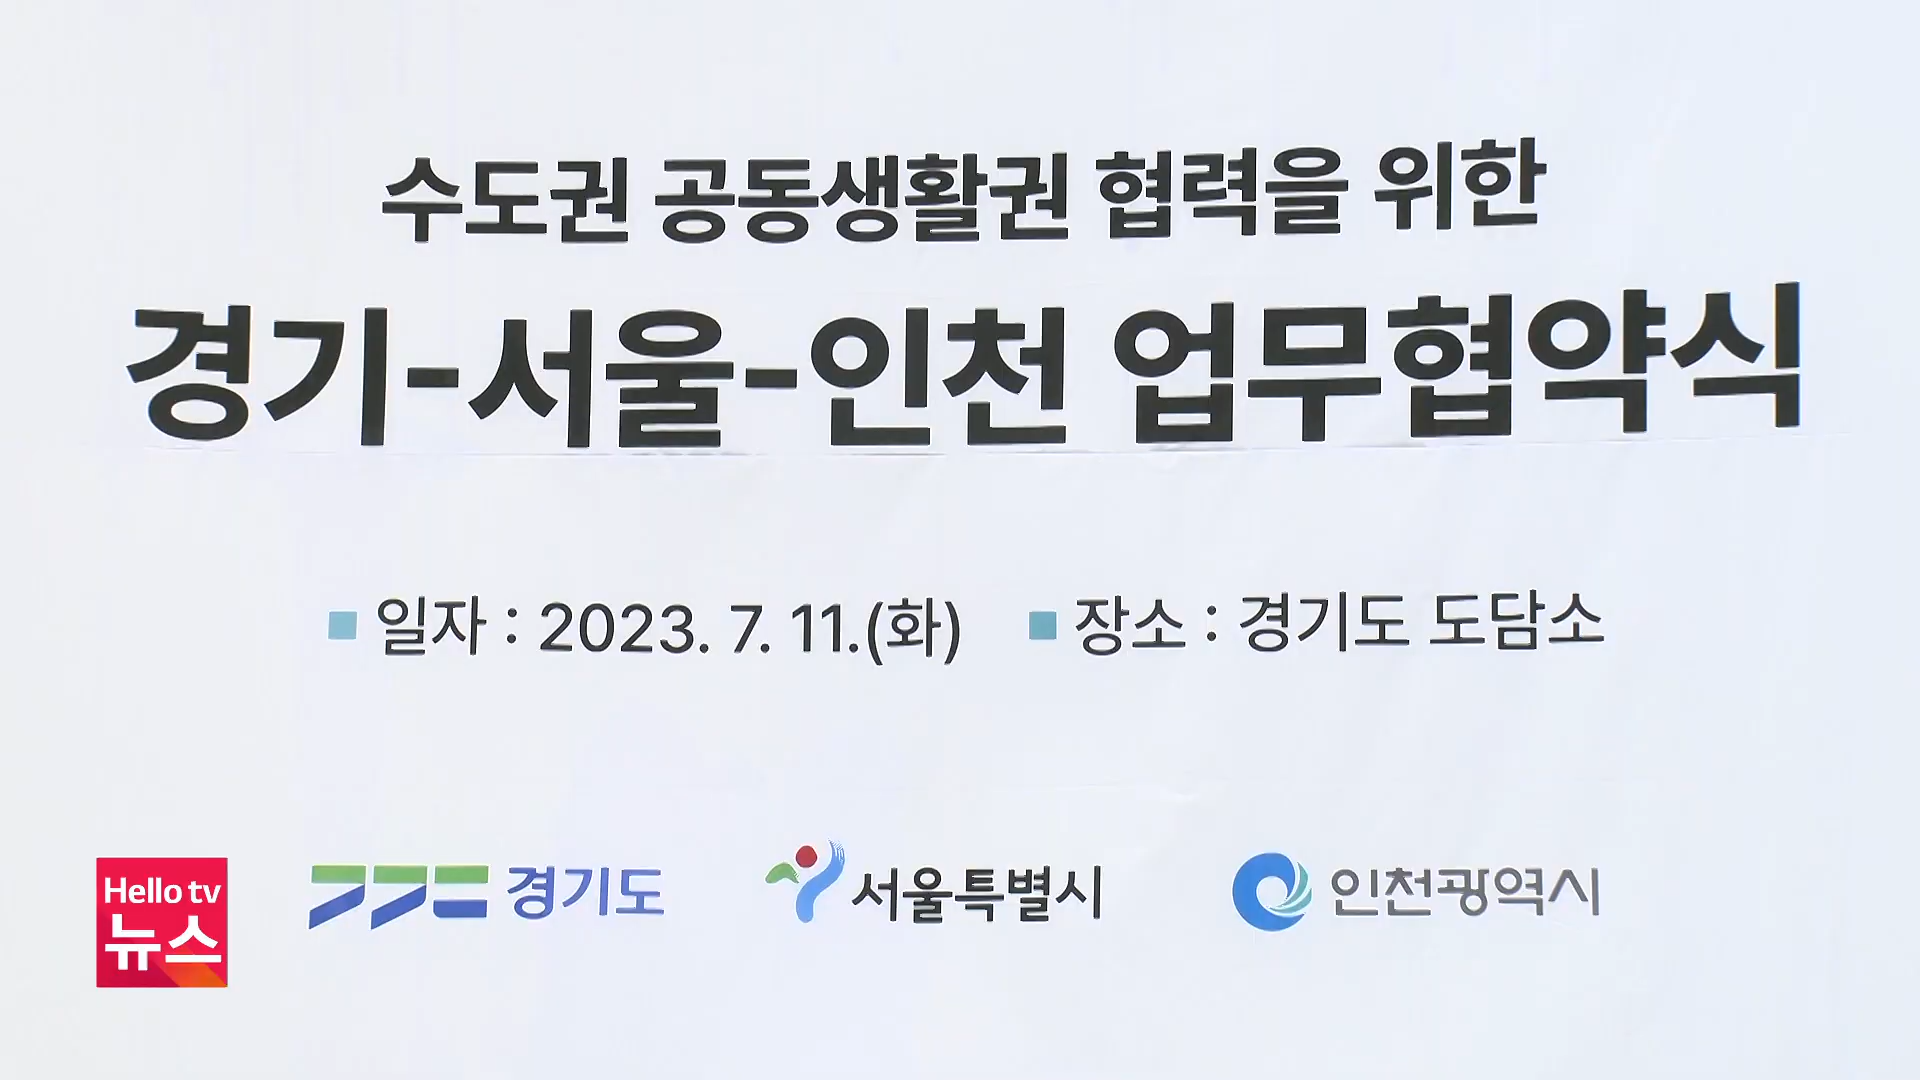 수도권 공동생활권 협력을 위한
경기-서울-인천 업무협약식
■ 일자 : 2023. 7. 11.(화) ■ 장소 : 경기도 도담소
경기도 서울특별시 인천광역시
Hello tv
뉴스